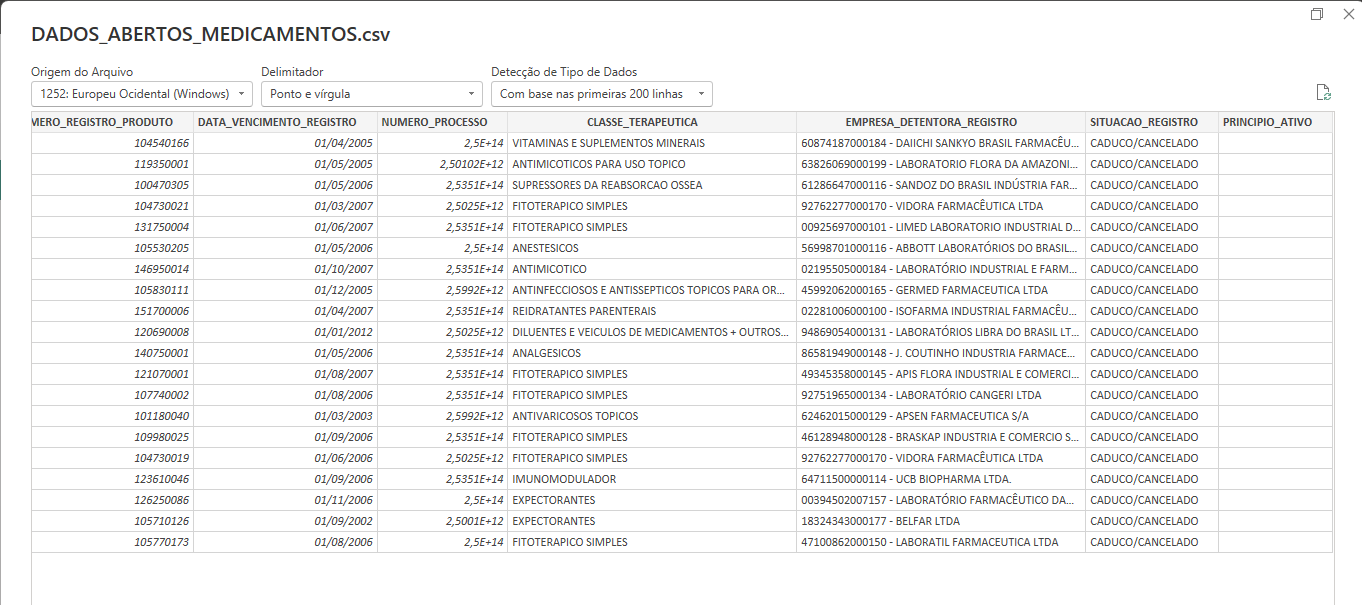 DADOS_ABERTOS_MEDICAMENTOS.csv
Origem do Arquivo Delimitador Detecção de Tipo de Dados
1252: Europeu Ocidental (Windows) Ponto e vírgula Com base nas primeiras 200 linhas
MERO_REGISTRO_PRODUTO DATA_VENCIMENTO_REGISTRO NUMERO_PROCESSO CLASSE_TERAPEUTICA EMPRESA_DETENTORA_REGISTRO SITUACAO_REGISTRO PRINCIPIO_ATIVO
104540166 01/04/2005 2,5E+14 VITAMINAS E SUPLEMENTOS MINERAIS 60874187000184 - DAIICHI SANKYO BRASIL FARMACÊU... CADUCO/CANCELADO
119350001 01/05/2005 2,50102E+12 ANTIMICOTICOS PARA USO TOPICO 63826069000199 - LABORATORIO FLORA DA AMAZONI... CADUCO/CANCELADO
100470305 01/05/2006 2,5351E+14 SUPRESSORES DA REABSORCAO OSSEA 61286647000116 - SANDOZ DO BRASIL INDÚSTRIA FAR... CADUCO/CANCELADO
104730021 01/03/2007 2,5025E+12 FITOTERAPICO SIMPLES 92762277000170 - VIDORA FARMACÊUTICA LTDA CADUCO/CANCELADO
131750004 01/06/2007 2,5351E+14 FITOTERAPICO SIMPLES 00925697000101 - LIMED LABORATORIO INDUSTRIAL D... CADUCO/CANCELADO
105530205 01/05/2006 2,5E+14 ANESTESICOS 56998701000116 - ABBOTT LABORATÓRIOS DO BRASIL... CADUCO/CANCELADO
146950014 01/10/2007 2,5351E+14 ANTIMICOTICO 02195505000184 - LABORATÓRIO INDUSTRIAL E FARM... CADUCO/CANCELADO
105830111 01/12/2005 2,5992E+12 ANTINFECCIOSOS E ANTISSEPTICOS TOPICOS PARA OR... 45992062000165 - GERMED FARMACEUTICA LTDA CADUCO/CANCELADO
151700006 01/04/2007 2,5351E+14 REIDRATANTES PARENTERAIS 02281006000100 - ISOFARMA INDUSTRIAL FARMACÊU... CADUCO/CANCELADO
120690008 01/01/2012 2,5025E+12 DILUENTES E VEICULOS DE MEDICAMENTOS + OUTROS... 94869054000131 - LABORATÓRIOS LIBRA DO BRASIL LT... CADUCO/CANCELADO
140750001 01/05/2006 2,5351E+14 ANALGESICOS 86581949000148 - J. COUTINHO INDUSTRIA FARMACE... CADUCO/CANCELADO
121070001 01/08/2007 2,5351E+14 FITOTERAPICO SIMPLES 49345358000145 - APIS FLORA INDUSTRIAL E COMERCI... CADUCO/CANCELADO
107740002 01/08/2006 2,5351E+14 FITOTERAPICO SIMPLES 92751965000134 - LABORATÓRIO CANGERI LTDA CADUCO/CANCELADO
101180040 01/03/2003 2,5992E+12 ANTIVARICOSOS TOPICOS 62462015000129 - APSEN FARMACEUTICA S/A CADUCO/CANCELADO
109980025 01/09/2006 2,5351E+14 FITOTERAPICO SIMPLES 46128948000128 - BRASKAP INDUSTRIA E COMERCIO S... CADUCO/CANCELADO
104730019 01/06/2006 2,5025E+12 FITOTERAPICO SIMPLES 92762277000170 - VIDORA FARMACÊUTICA LTDA CADUCO/CANCELADO
123610046 01/09/2006 2,5351E+14 IMUNOMODULADOR 64711500000114 - UCB BIOPHARMA LTDA. CADUCO/CANCELADO
126250086 01/11/2006 2,5E+14 EXPECTORANTES 00394502007157 - LABORATÓRIO FARMACÊUTICO DA... CADUCO/CANCELADO
105710126 01/09/2002 2,5001E+12 EXPECTORANTES 18324343000177 - BELFAR LTDA CADUCO/CANCELADO
105770173 01/08/2006 2,5E+14 FITOTERAPICO SIMPLES 47100862000150 - LABORATIL FARMACEUTICA LTDA CADUCO/CANCELADO